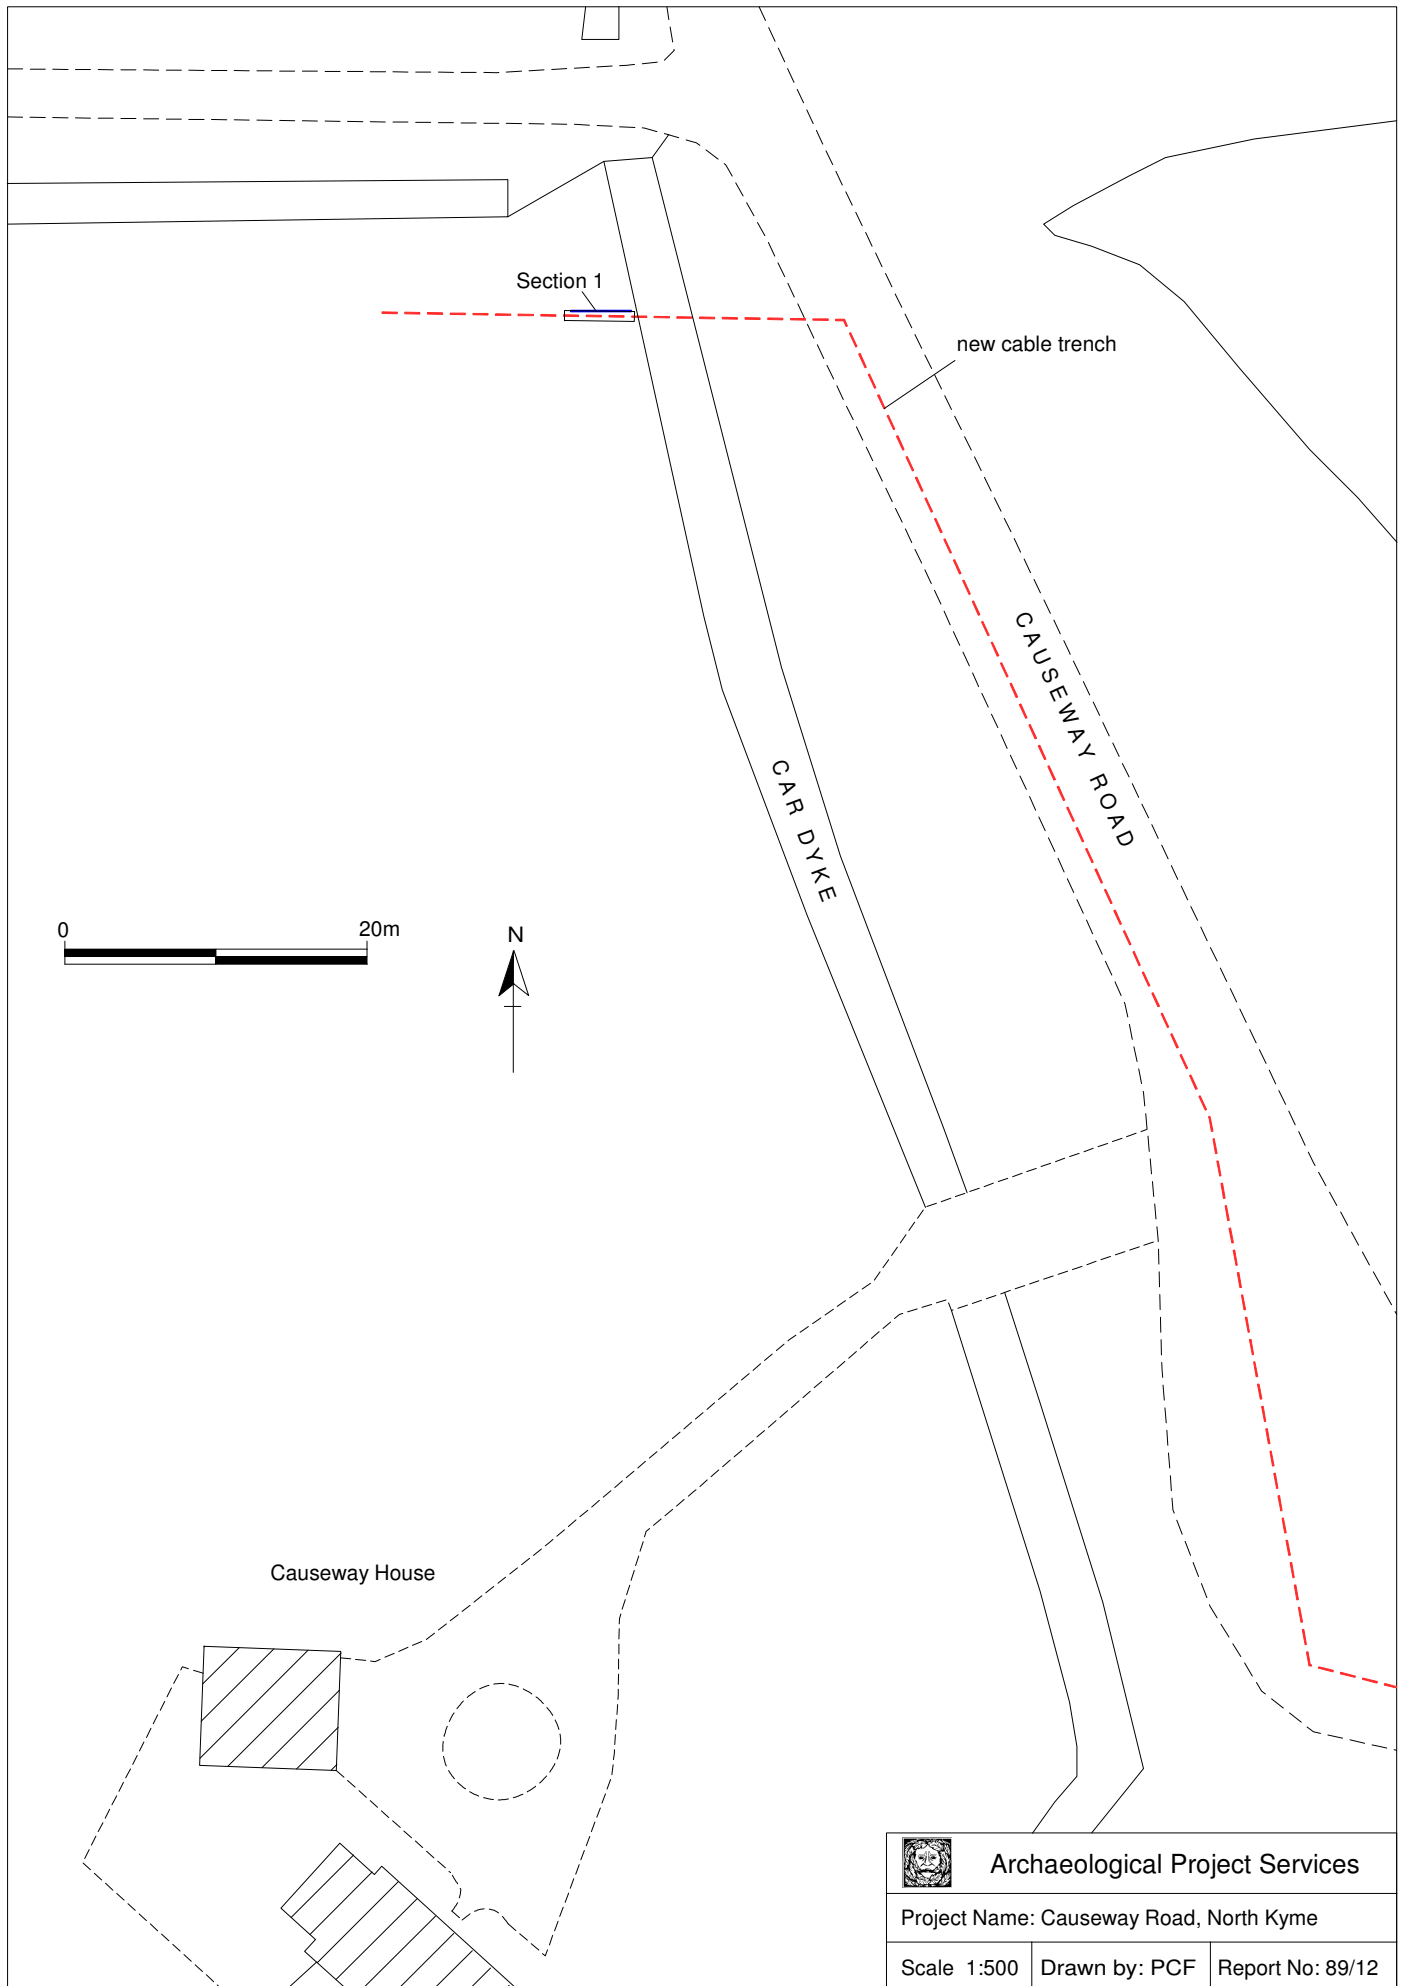 Section 1
new cable trench
CAUSEWAY ROAD
CAR DYKE
0 20m
N
Causeway House
Archaeological Project Services
Project Name: Causeway Road, North Kyme
Scale 1:500 Drawn by: PCF Report No: 89/12